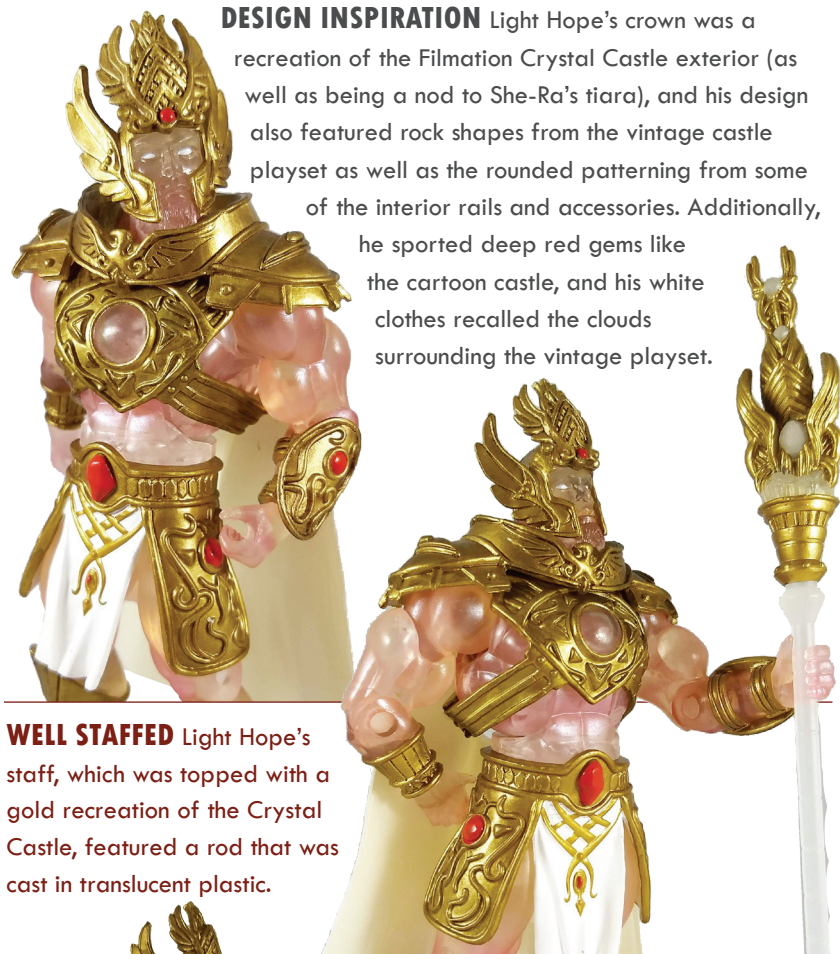 DESIGN INSPIRATION Light Hope’s crown was a
recreation of the Filmation Crystal Castle exterior (as
well as being a nod to She-Ra’s tiara), and his design
also featured rock shapes from the vintage castle
playset as well as the rounded patterning from some
of the interior rails and accessories. Additionally,
he sported deep red gems like
the cartoon castle, and his white
clothes recalled the clouds
surrounding the vintage playset.
WELL STAFFED Light Hope’s
staff, which was topped with a
gold recreation of the Crystal
Castle, featured a rod that was
cast in translucent plastic.